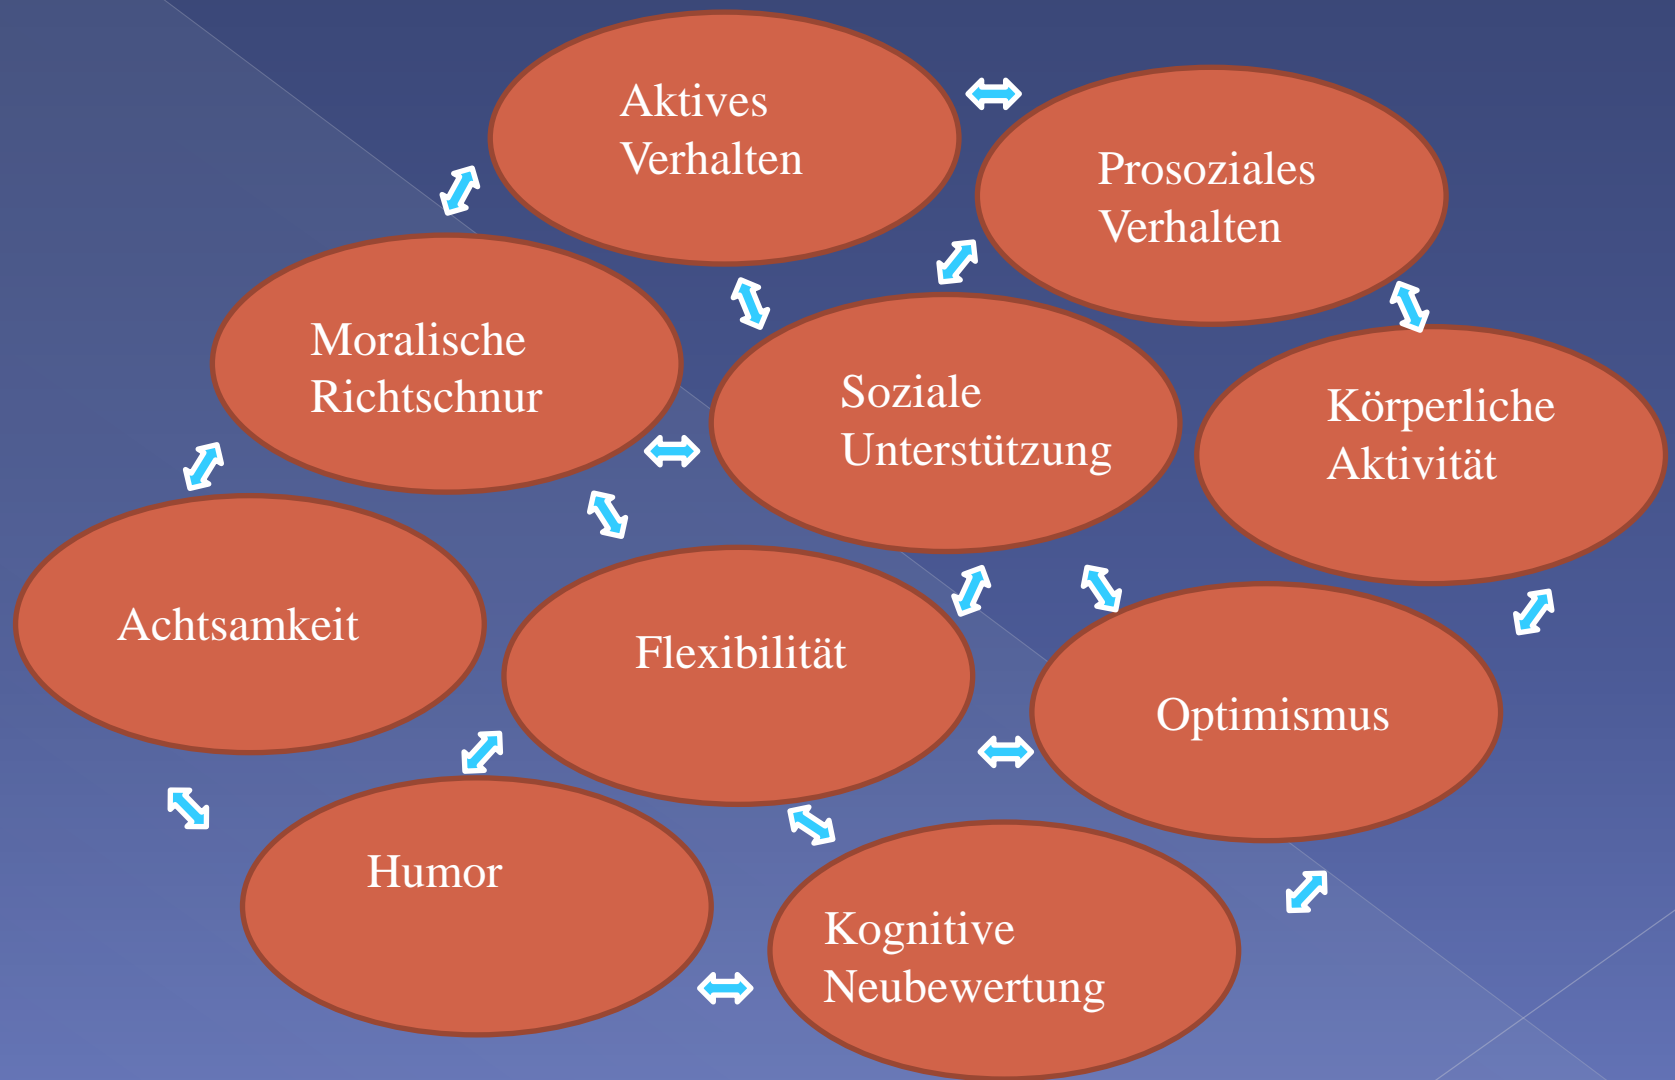 Aktives
Verhalten
Prosoziales
Verhalten
Moralische
Richtschnur
Soziale
Unterstützung
Körperliche
Aktivität
Achtsamkeit
Flexibilität
Optimismus
Humor
Kognitive
Neubewertung